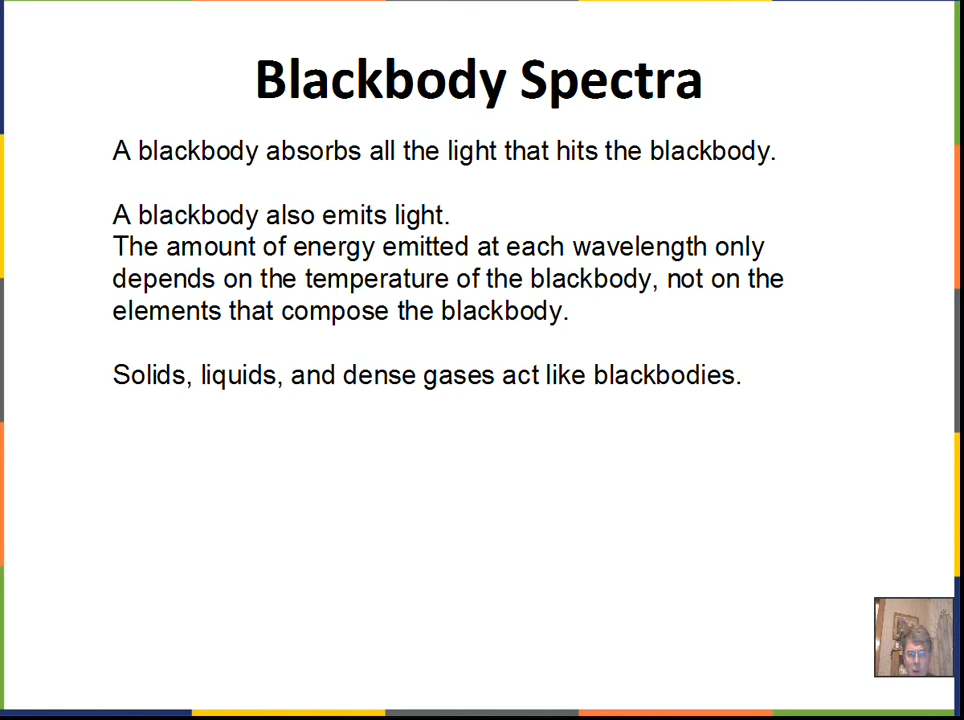 Blackbody Spectra
A blackbody absorbs all the light that hits the blackbody.
A blackbody also emits light.
The amount of energy emitted at each wavelength only
depends on the temperature of the blackbody, not on the
elements that compose the blackbody.
Solids, liquids, and dense gases act like blackbodies.